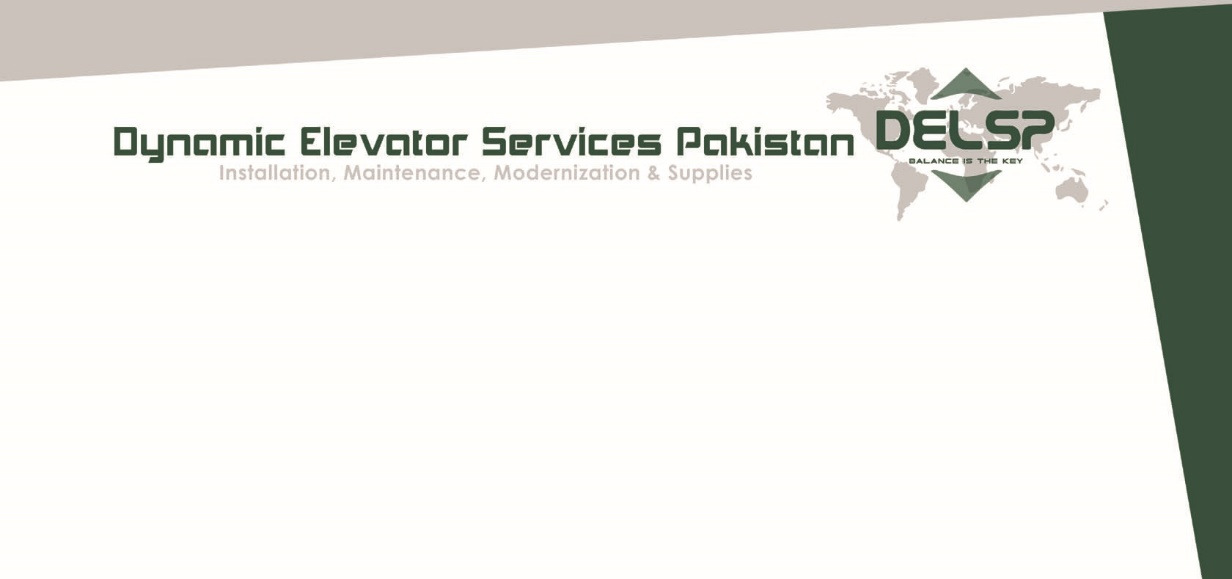 Dynamic Elevator Services Pakistan
Installation, Maintenance, Modernization & Supplies
DELSP
BALANCE IS THE KEY